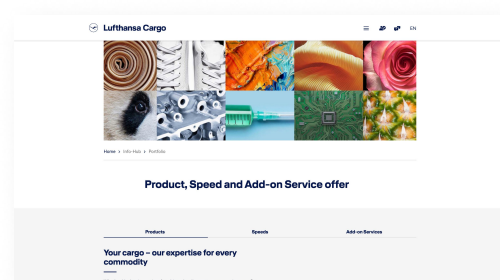 Lufthansa Cargo
EN
Home > Info-Hub > Portfolio
Product, Speed and Add-on Service offer
Products
Speeds
Add-on Services
Your cargo – our expertise for every
commodity